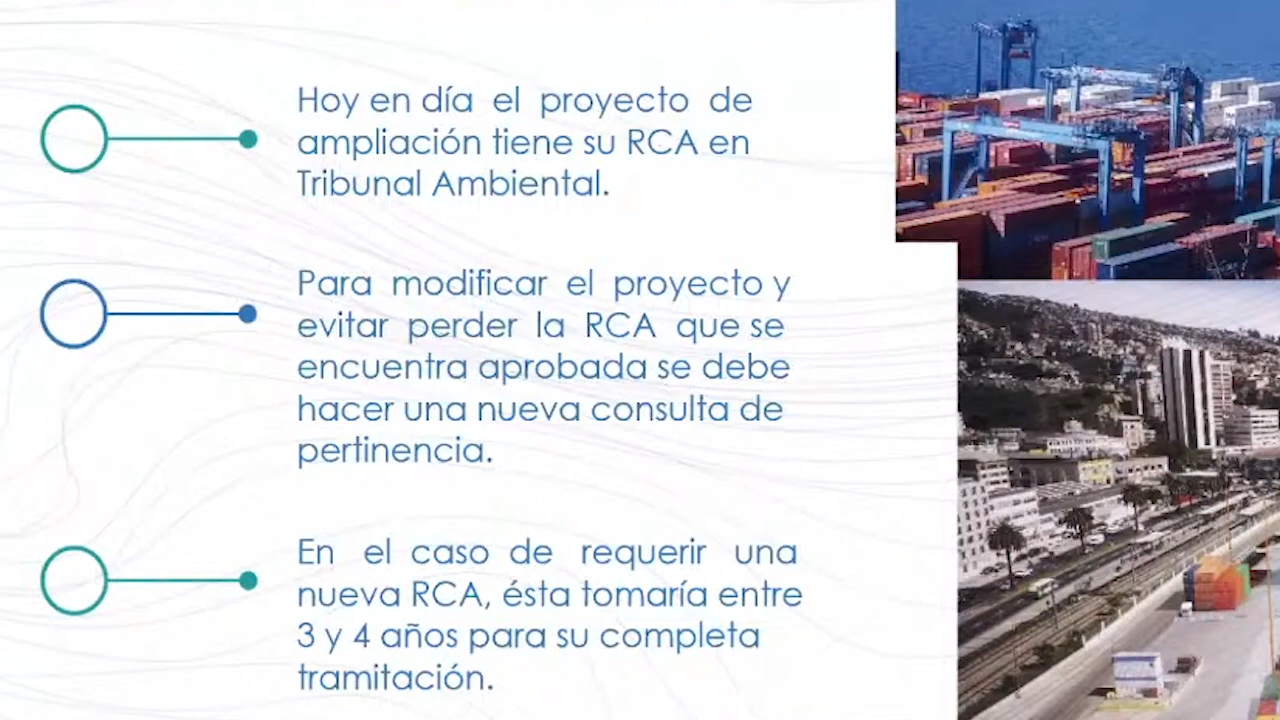 Hoy en día el proyecto de
ampliación tiene su RCA en
Tribunal Ambiental.
Para modificar el proyecto y
evitar perder la RCA que se
encuentra aprobada se debe
hacer una nueva consulta de
pertinencia.
En el caso de requerir una
nueva RCA, ésta tomaría entre
3 y 4 años para su completa
tramitación.